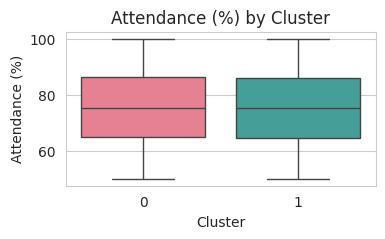 Attendance (%) by Cluster
100
80
60
Attendance (%)
0 1
Cluster